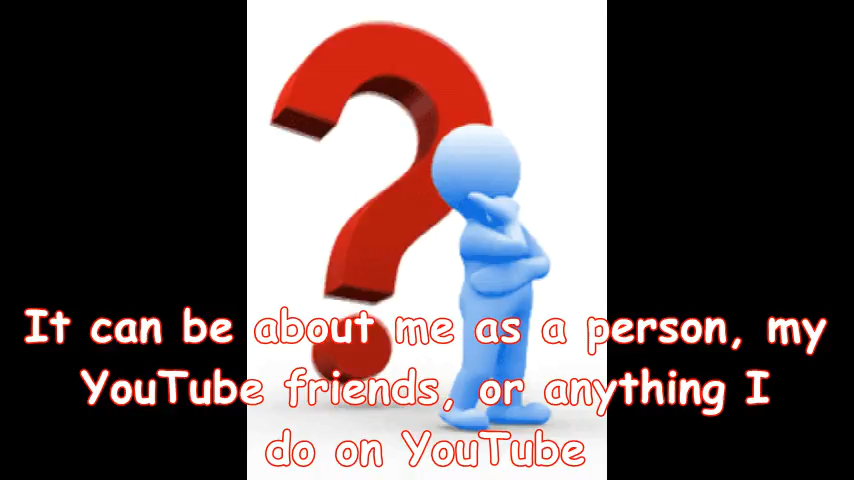 It can be about me as a person, my
YouTube friends, or anything I
do on YouTube